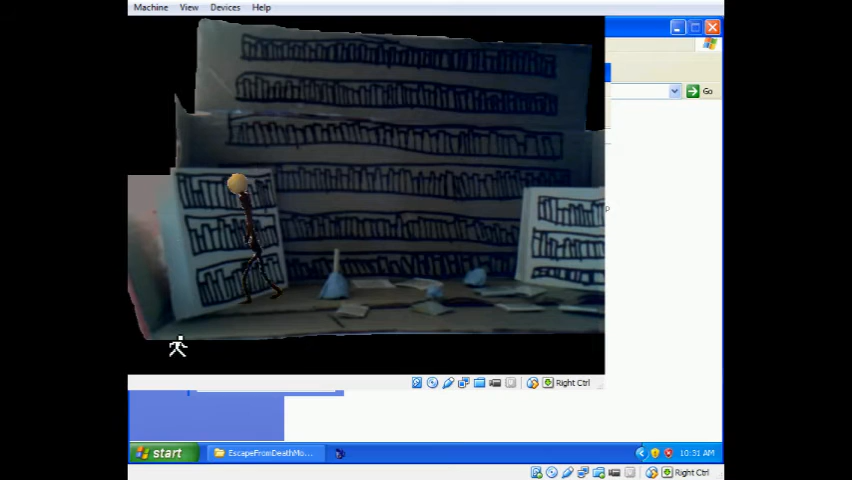 Machine View Devices Help
Go
P
Right Ctrl
start EscapeFromDeathMo... 10:31 AM
Right Ctrl